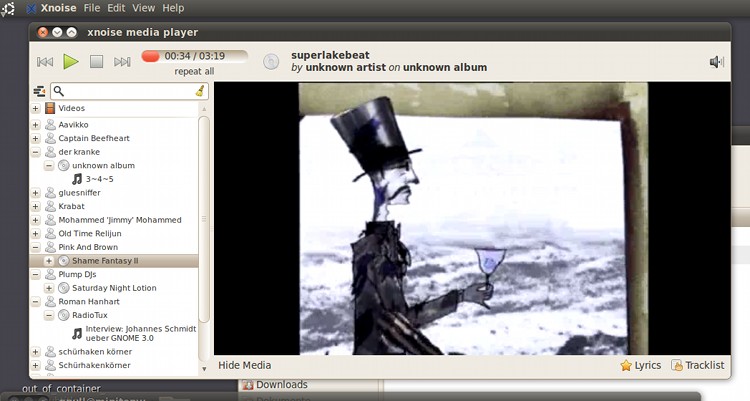 Xnoise File Edit View Help
xnoise media player
00:34 / 03:19
repeat all
superlakebeat
by unknown artist on unknown album
Videos
Aavikko
Captain Beefheart
der kranke
unknown album
3~4~5
gluesniffer
Krabat
Mohammed 'Jimmy' Mohammed
Old Time Relijun
Pink And Brown
Shame Fantasy II
Plump DJs
Saturday Night Lotion
Roman Hanhart
RadioTux
Interview: Johannes Schmidt
ueber GNOME 3.0
schürhaken körner
Schürhakenkörner
Hide Media
Lyrics
Tracklist
out_of_container
Downloads